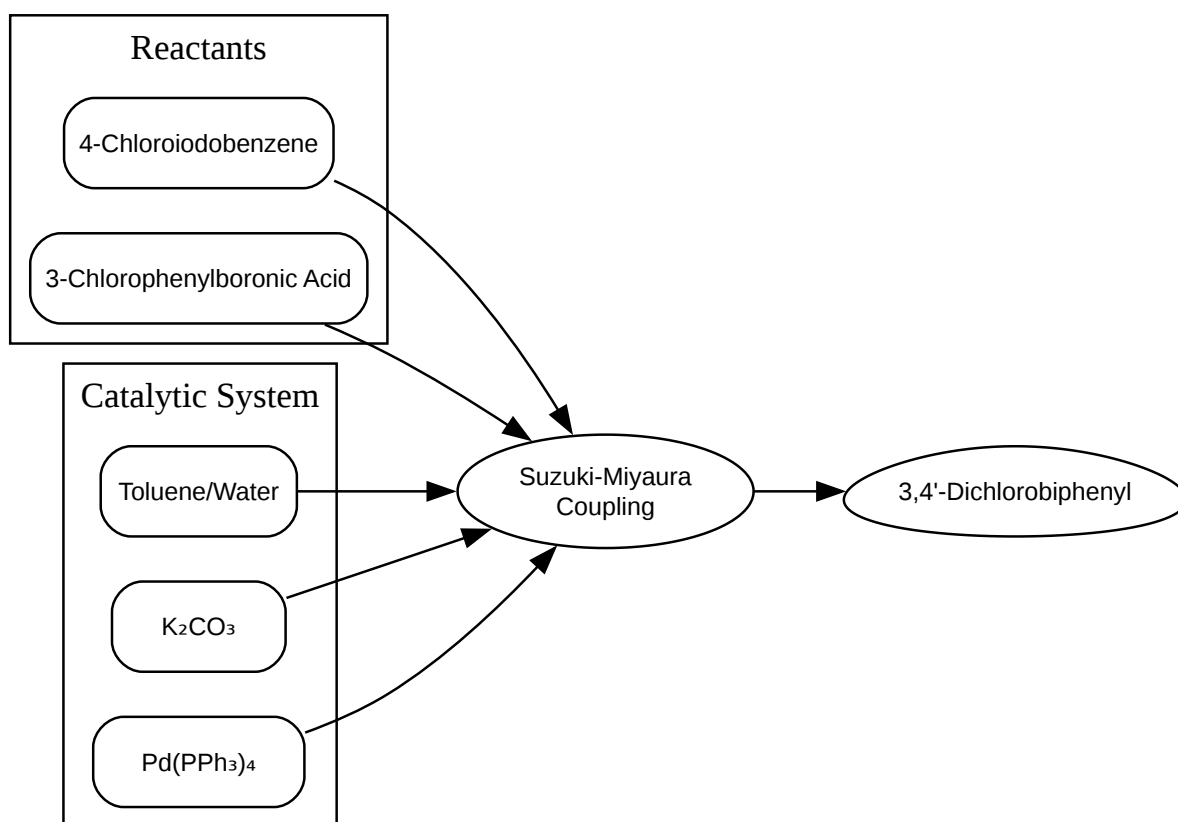 Reactants
4-Chloroiodobenzene
3-Chlorophenylboronic Acid
Catalytic System
Toluene/Water
K₂CO₃
Pd(PPh₃)₄
Suzuki-Miyaura
Coupling
3,4'-Dichlorobiphenyl